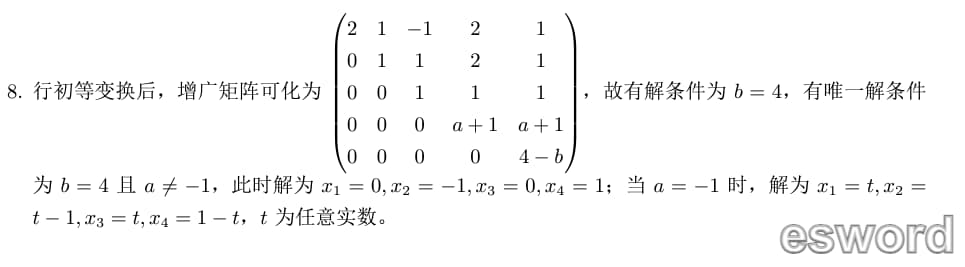 8. 行初等变换后，增广矩阵可化为 $\begin{pmatrix} 2 & 1 & -1 & 2 & 1 \\ 0 & 1 & 1 & 2 & 1 \\ 0 & 0 & 1 & 1 & 1 \\ 0 & 0 & 0 & a+1 & a+1 \\ 0 & 0 & 0 & 0 & 4-b \end{pmatrix}$，故有解条件为 $b = 4$，有唯一解条件
为 $b = 4$ 且 $a \neq -1$，此时解为 $x_1 = 0, x_2 = -1, x_3 = 0, x_4 = 1$；当 $a = -1$ 时，解为 $x_1 = t, x_2 =$
$t - 1, x_3 = t, x_4 = 1 - t$，$t$ 为任意实数。
esword